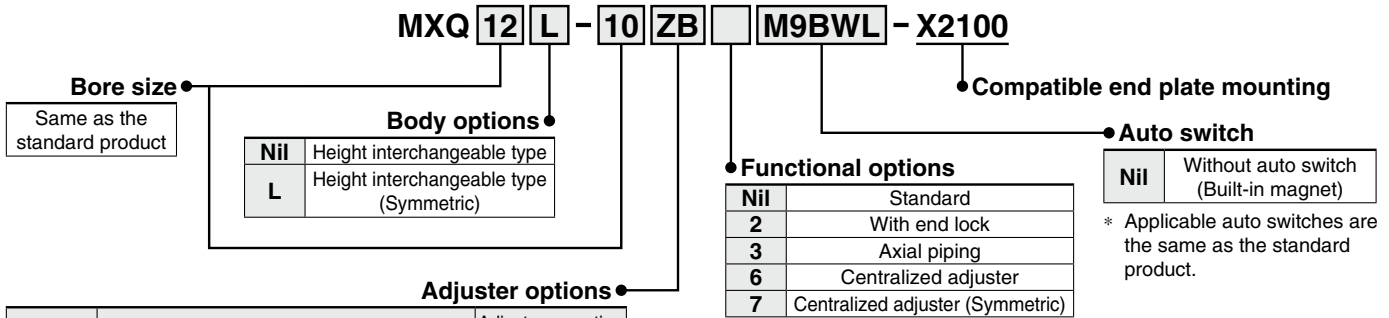 MXQ 12 L - 10 ZB M9BWL - X2100
Bore size
Same as the
standard product
Body options
Nil Height interchangeable type
L Height interchangeable type
(Symmetric)
Adjuster options
Functional options
Nil Standard
2 With end lock
3 Axial piping
6 Centralized adjuster
7 Centralized adjuster (Symmetric)
Compatible end plate mounting
Auto switch
Nil Without auto switch
(Built-in magnet)
* Applicable auto switches are
the same as the standard
product.